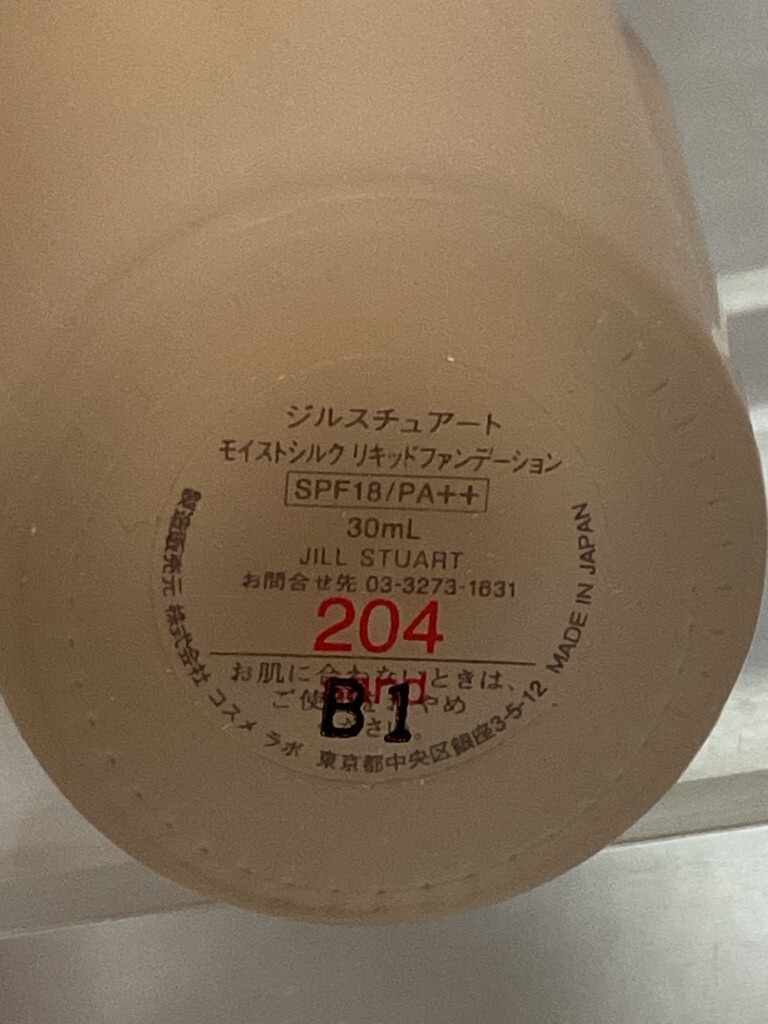 ジルスチュアート
モイストシルク リキッドファンデーション
SPF18/PA++
30mL
JILL STUART
お問合せ先 03-3273-1631
204
sand
お肌に合わないときは、
ご使用をおやめ
ください。
B1
製造販売元 株式会社 コスメ ラボ 東京都中央区銀座3-5-12 MADE IN JAPAN